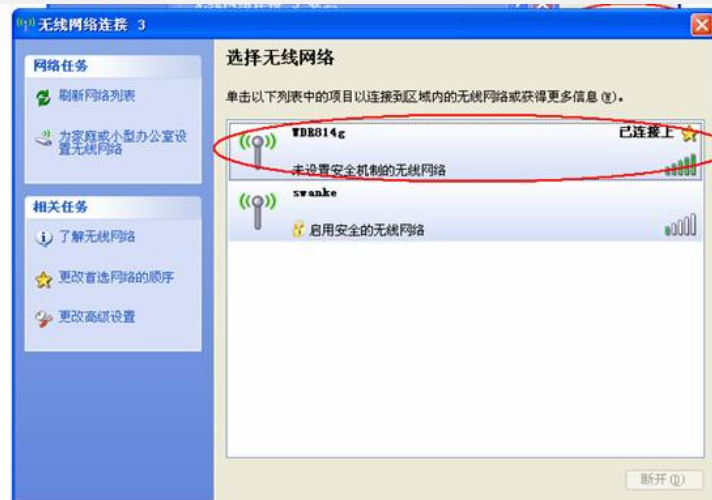 无线网络连接 3
网络任务
刷新网络列表
为家庭或小型办公室设
置无线网络
相关任务
了解无线网络
更改首选网络的顺序
更改高级设置
选择无线网络
单击以下列表中的项目以连接到区域内的无线网络或获得更多信息(W)。
WDR814g
已连接上
未设置安全机制的无线网络
swanke
启用安全的无线网络
断开(D)